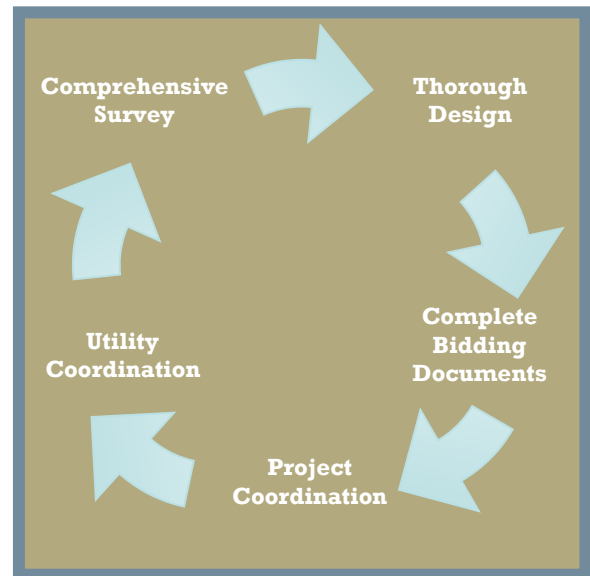 Comprehensive
Survey
Thorough
Design
Complete
Bidding
Documents
Project
Coordination
Utility
Coordination